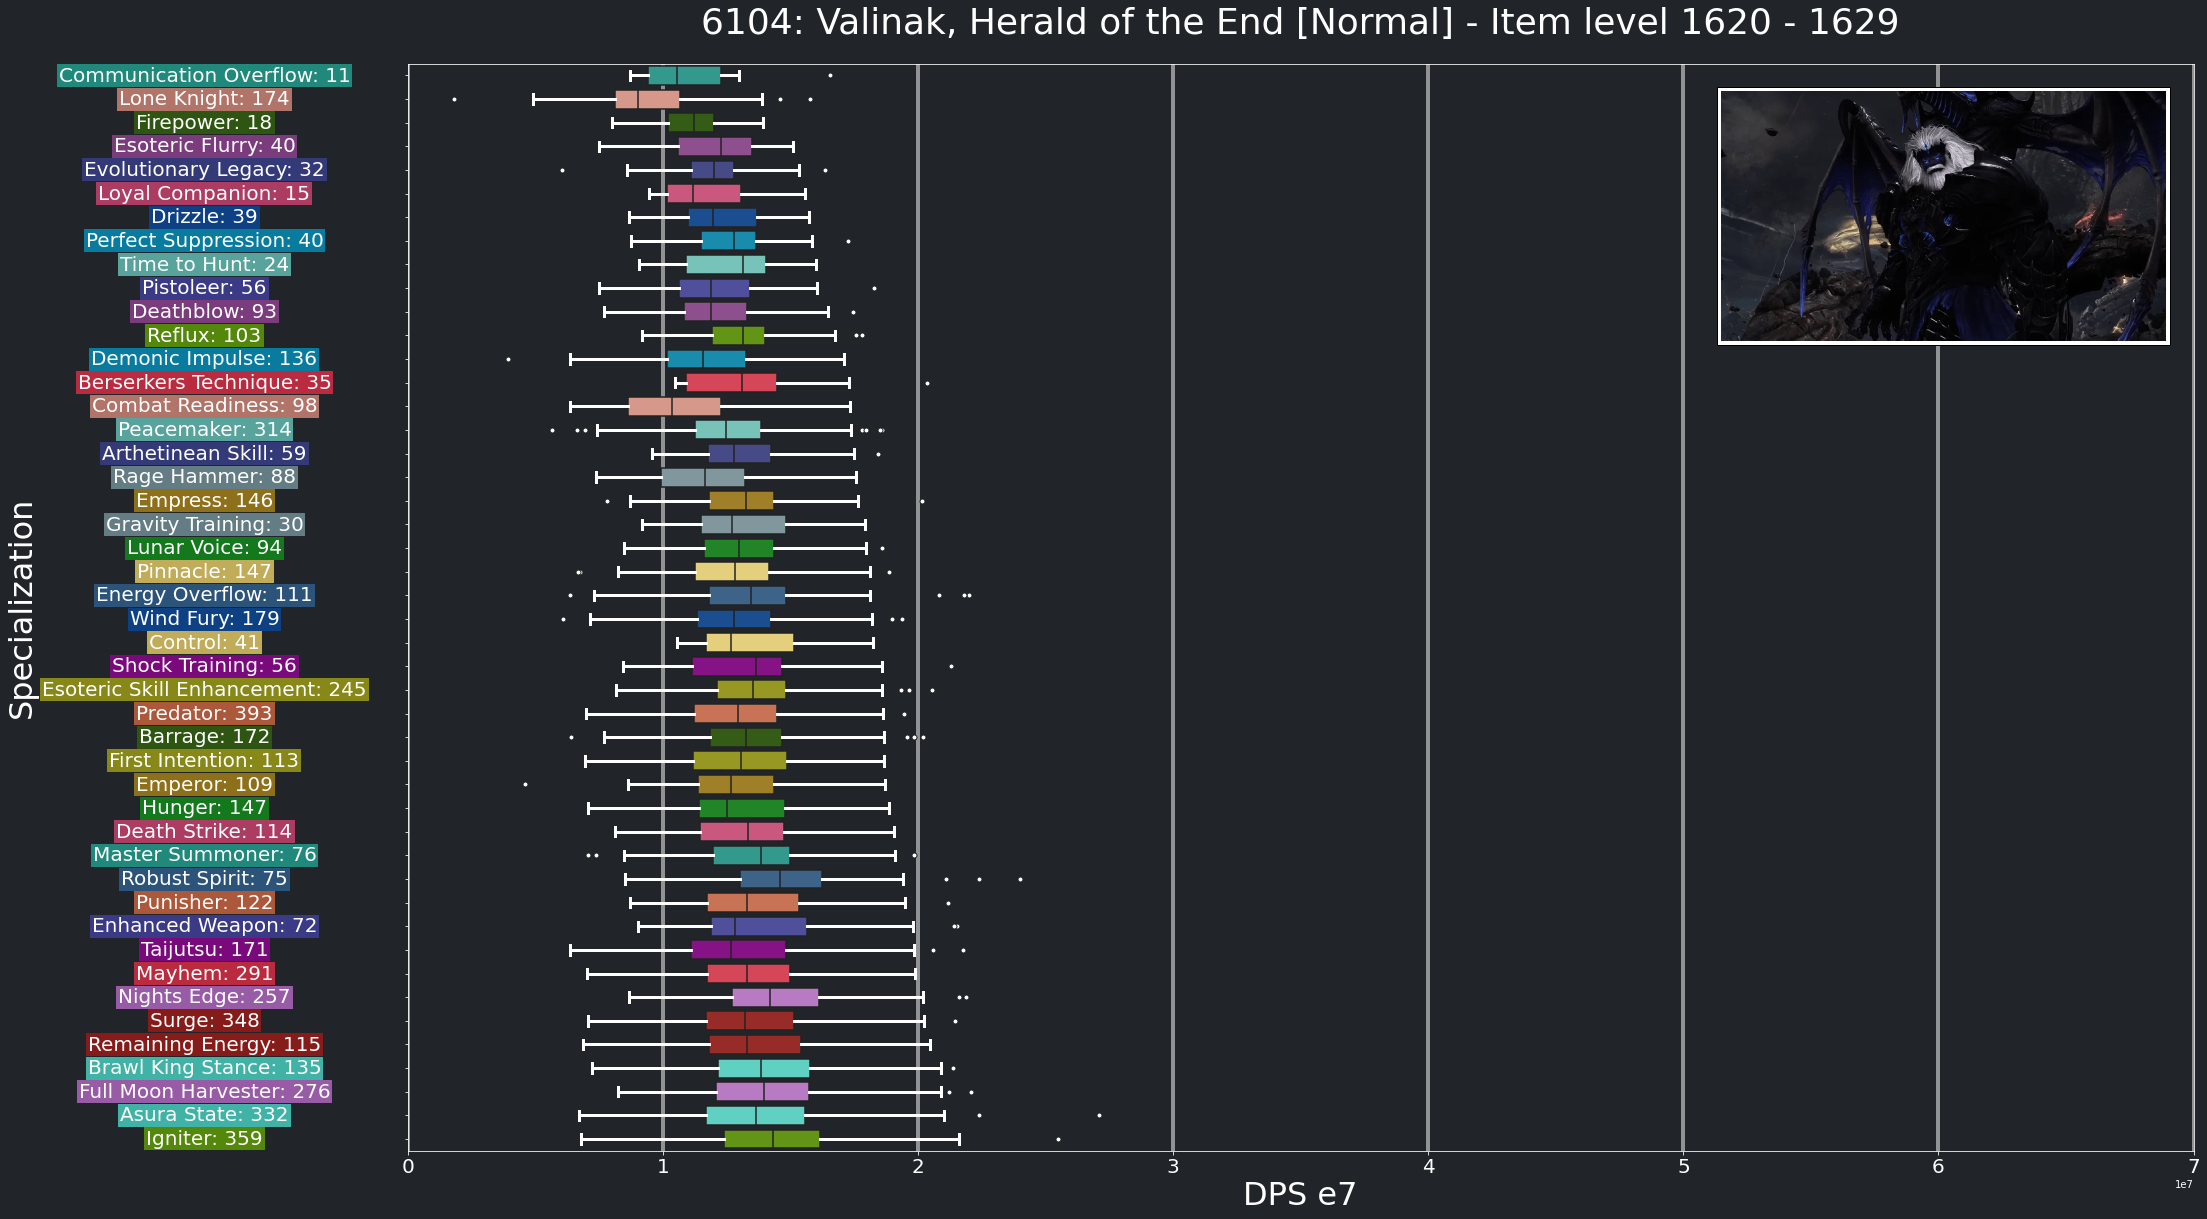 6104: Valinak, Herald of the End [Normal] - Item level 1620 - 1629
Communication Overflow: 11
Lone Knight: 174
Firepower: 18
Esoteric Flurry: 40
Evolutionary Legacy: 32
Loyal Companion: 15
Drizzle: 39
Perfect Suppression: 40
Time to Hunt: 24
Pistoleer: 56
Deathblow: 93
Reflux: 103
Demonic Impulse: 136
Berserkers Technique: 35
Combat Readiness: 98
Peacemaker: 314
Arthetinean Skill: 59
Rage Hammer: 88
Empress: 146
Gravity Training: 30
Lunar Voice: 94
Pinnacle: 147
Energy Overflow: 111
Wind Fury: 179
Control: 41
Shock Training: 56
Esoteric Skill Enhancement: 245
Predator: 393
Barrage: 172
First Intention: 113
Emperor: 109
Hunger: 147
Death Strike: 114
Master Summoner: 76
Robust Spirit: 75
Punisher: 122
Enhanced Weapon: 72
Taijutsu: 171
Mayhem: 291
Nights Edge: 257
Surge: 348
Remaining Energy: 115
Brawl King Stance: 135
Full Moon Harvester: 276
Asura State: 332
Igniter: 359
Specialization
0 1 2 3 4 5 6 7
1e7
DPS e7